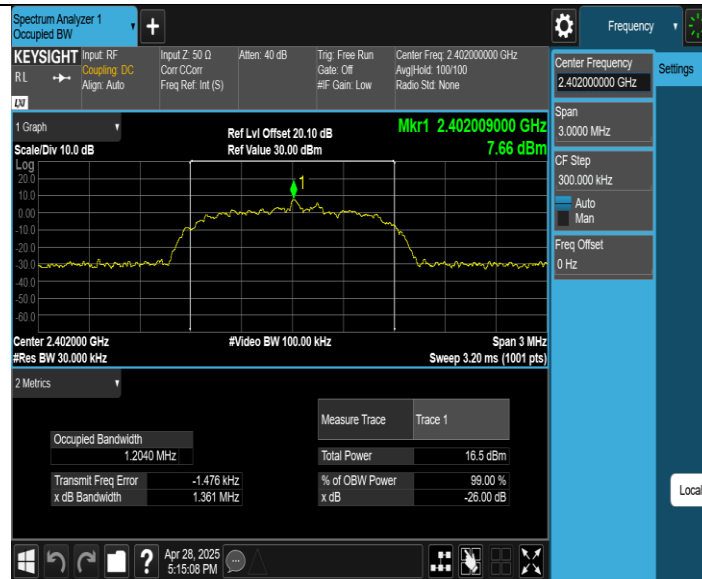 Spectrum Analyzer 1
Occupied BW
Frequency
KEYSIGHT
R L
LXI
Input: RF
Coupling: DC
Align: Auto
Input Z: 50 Ω
Corr CCorr
Freq Ref: Int (S)
Atten: 40 dB
Trig: Free Run
Gate: Off
#IF Gain: Low
Center Freq: 2.402000000 GHz
Avg|Hold: 100/100
Radio Std: None
Center Frequency
2.402000000 GHz
Settings
Span
3.0000 MHz
CF Step
300.000 kHz
Auto
Man
Freq Offset
0 Hz
1 Graph
Scale/Div 10.0 dB
Ref Lvl Offset 20.10 dB
Ref Value 30.00 dBm
Mkr1 2.402009000 GHz
7.66 dBm
Log
20.0
10.0
0.00
-10.0
-20.0
-30.0
-40.0
-50.0
-60.0
1
Center 2.402000 GHz
#Res BW 30.000 kHz
#Video BW 100.00 kHz
Span 3 MHz
Sweep 3.20 ms (1001 pts)
2 Metrics
Measure Trace Trace 1
Occupied Bandwidth
1.2040 MHz
Total Power 16.5 dBm
Transmit Freq Error -1.476 kHz
% of OBW Power 99.00 %
x dB Bandwidth 1.361 MHz
x dB -26.00 dB
Local
Apr 28, 2025
5:15:08 PM